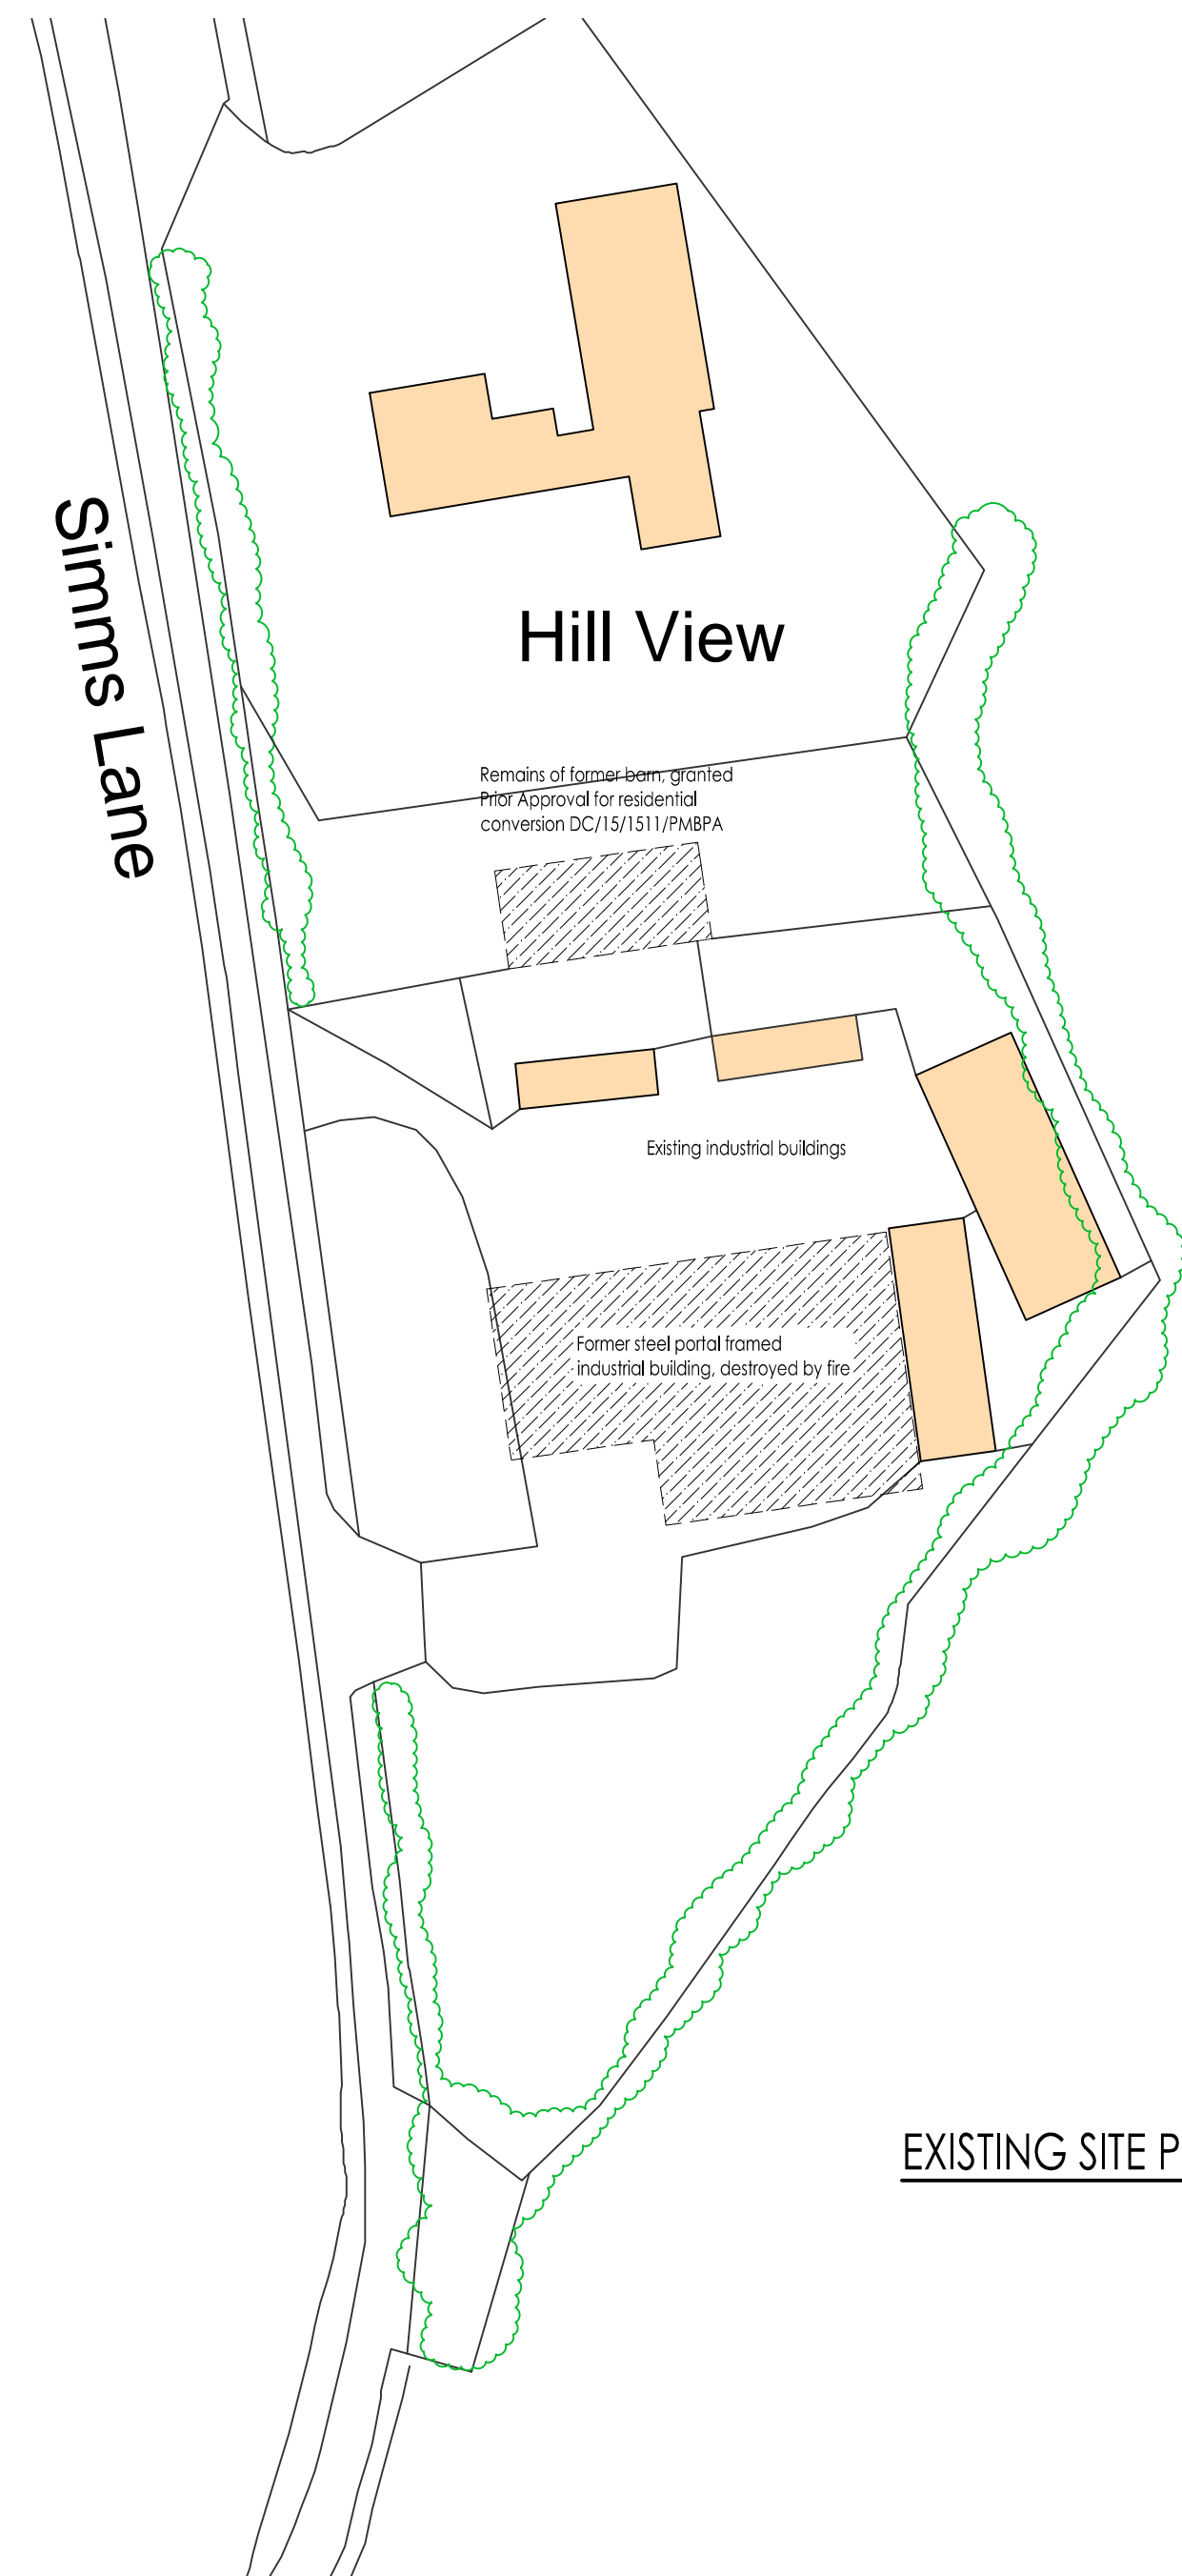 Simms Lane
Hill View
Remains of former barn, granted
Prior Approval for residential
conversion DC/15/1511/PMBPA
Existing industrial buildings
Former steel portal framed
industrial building, destroyed by fire
EXISTING SITE P